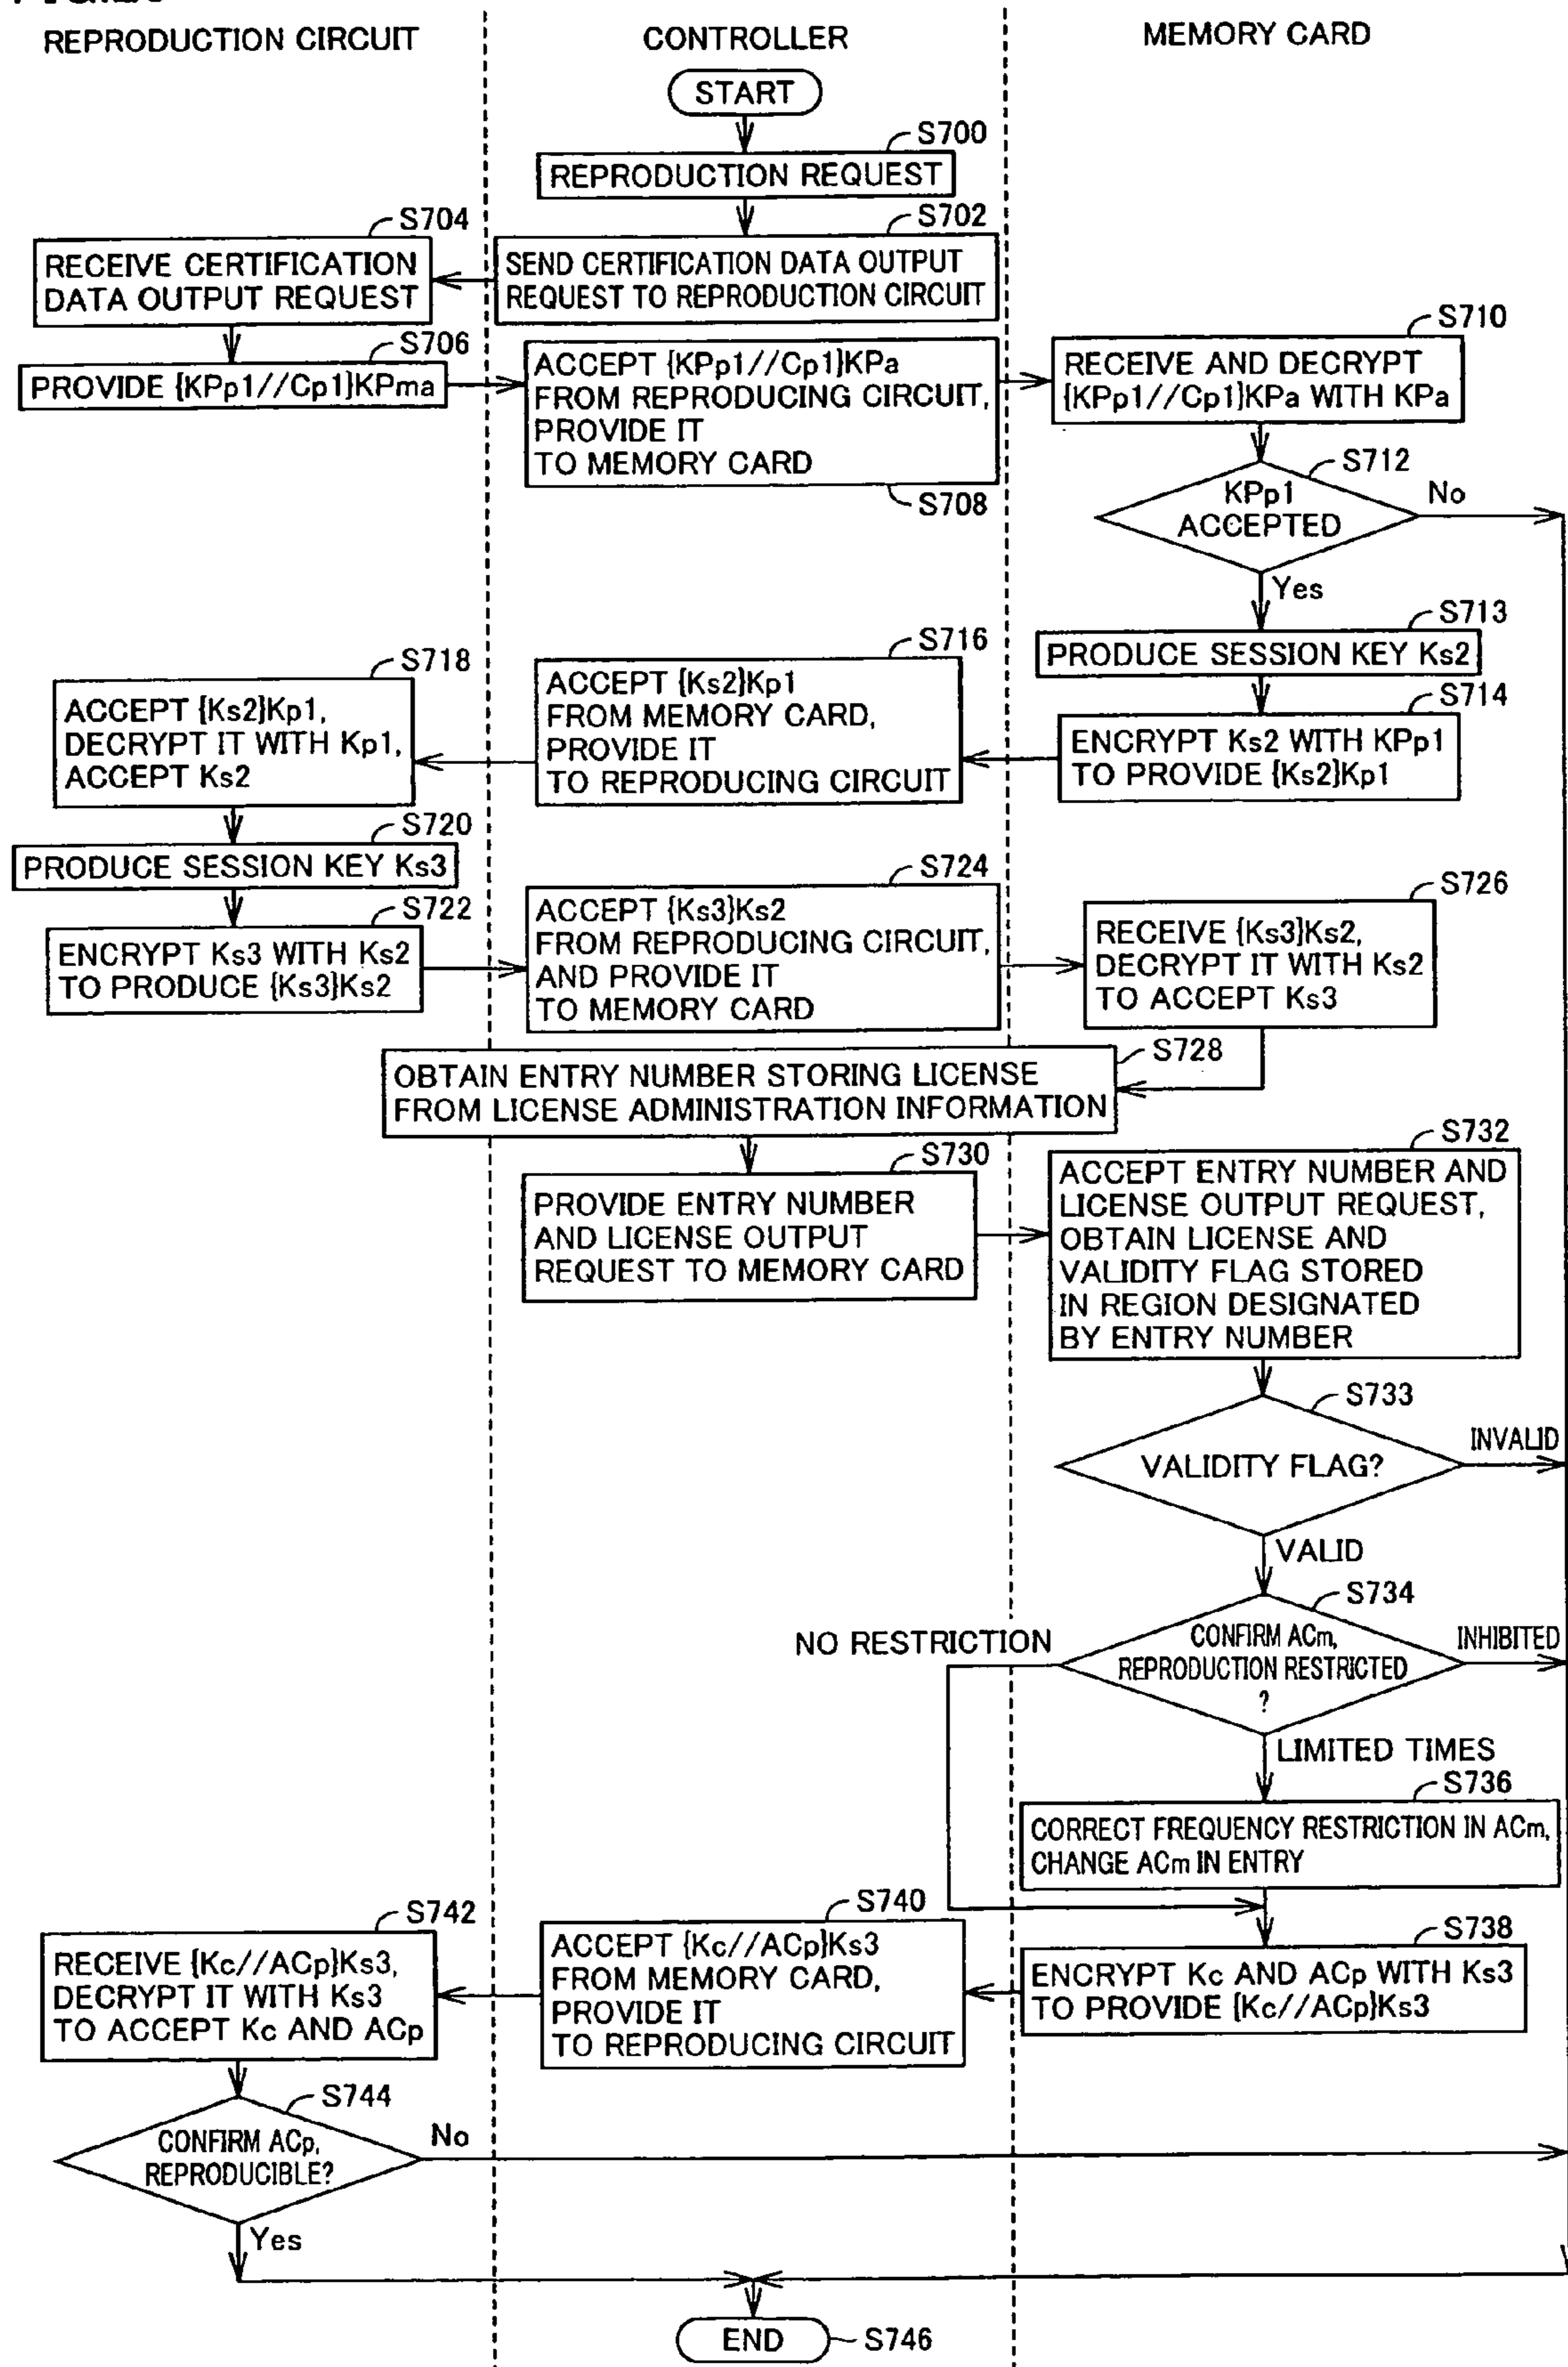 REPRODUCTION CIRCUIT
CONTROLLER
MEMORY CARD
START
S700
REPRODUCTION REQUEST
S702
SEND CERTIFICATION DATA OUTPUT
REQUEST TO REPRODUCTION CIRCUIT
S704
RECEIVE CERTIFICATION
DATA OUTPUT REQUEST
S706
PROVIDE {KPp1//Cp1}KPma
ACCEPT {KPp1//Cp1}KPa
FROM REPRODUCING CIRCUIT,
PROVIDE IT
TO MEMORY CARD
S708
S710
RECEIVE AND DECRYPT
{KPp1//Cp1}KPa WITH KPa
S712
KPp1
ACCEPTED
No
Yes
S713
PRODUCE SESSION KEY Ks2
S714
ENCRYPT Ks2 WITH KPp1
TO PROVIDE {Ks2}Kp1
S716
ACCEPT {Ks2}Kp1
FROM MEMORY CARD,
PROVIDE IT
TO REPRODUCING CIRCUIT
S718
ACCEPT {Ks2}Kp1,
DECRYPT IT WITH Kp1,
ACCEPT Ks2
S720
PRODUCE SESSION KEY Ks3
S722
ENCRYPT Ks3 WITH Ks2
TO PRODUCE {Ks3}Ks2
S724
ACCEPT {Ks3}Ks2
FROM REPRODUCING CIRCUIT,
AND PROVIDE IT
TO MEMORY CARD
S726
RECEIVE {Ks3}Ks2,
DECRYPT IT WITH Ks2
TO ACCEPT Ks3
S728
OBTAIN ENTRY NUMBER STORING LICENSE
FROM LICENSE ADMINISTRATION INFORMATION
S730
PROVIDE ENTRY NUMBER
AND LICENSE OUTPUT
REQUEST TO MEMORY CARD
S732
ACCEPT ENTRY NUMBER AND
LICENSE OUTPUT REQUEST,
OBTAIN LICENSE AND
VALIDITY FLAG STORED
IN REGION DESIGNATED
BY ENTRY NUMBER
S733
VALIDITY FLAG?
INVALID
VALID
S734
CONFIRM ACm,
REPRODUCTION RESTRICTED
?
NO RESTRICTION
INHIBITED
LIMITED TIMES
S736
CORRECT FREQUENCY RESTRICTION IN ACm,
CHANGE ACm IN ENTRY
S738
ENCRYPT Kc AND ACp WITH Ks3
TO PROVIDE {Kc//ACp}Ks3
S740
ACCEPT {Kc//ACp}Ks3
FROM MEMORY CARD,
PROVIDE IT
TO REPRODUCING CIRCUIT
S742
RECEIVE {Kc//ACp}Ks3,
DECRYPT IT WITH Ks3
TO ACCEPT Kc AND ACp
S744
CONFIRM ACp,
REPRODUCIBLE?
No
Yes
END
S746